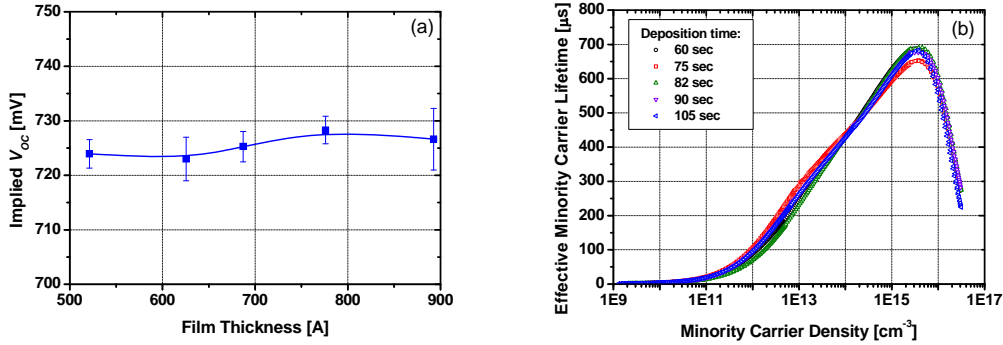 (a)
750
740
730
720
710
700
500
600
700
800
900
Implied Voc [mV]
Film Thickness [A]
(b)
800
700
600
500
400
300
200
100
0
1E9
1E11
1E13
1E15
1E17
Effective Minority Carrier Lifetime [µs]
Minority Carrier Density [cm-3]
Deposition time:
60 sec
75 sec
82 sec
90 sec
105 sec